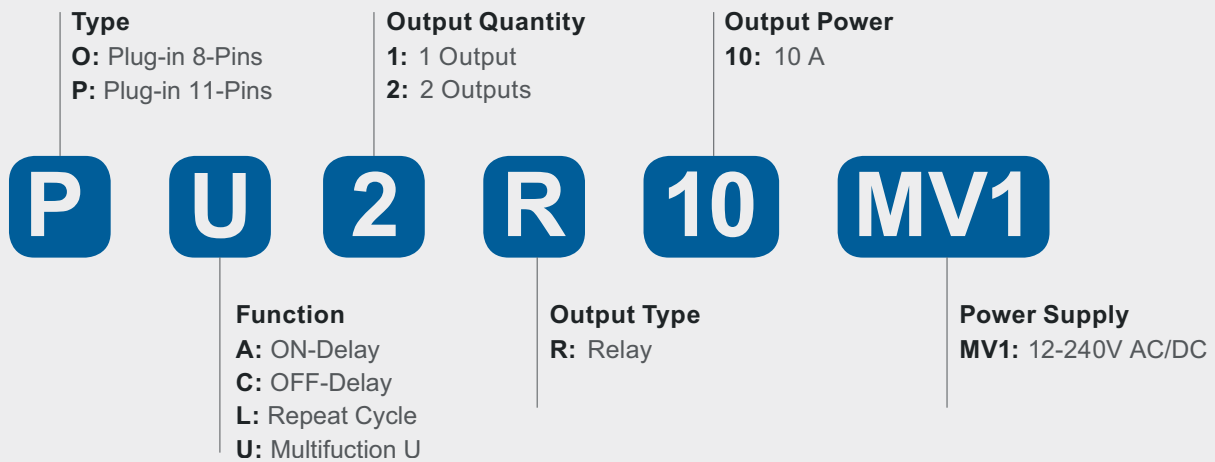 Type
O: Plug-in 8-Pins
P: Plug-in 11-Pins
Output Quantity
1: 1 Output
2: 2 Outputs
Output Power
10: 10 A
P U 2 R 10 MV1
Function
A: ON-Delay
C: OFF-Delay
L: Repeat Cycle
U: Multifuction U
Output Type
R: Relay
Power Supply
MV1: 12-240V AC/DC